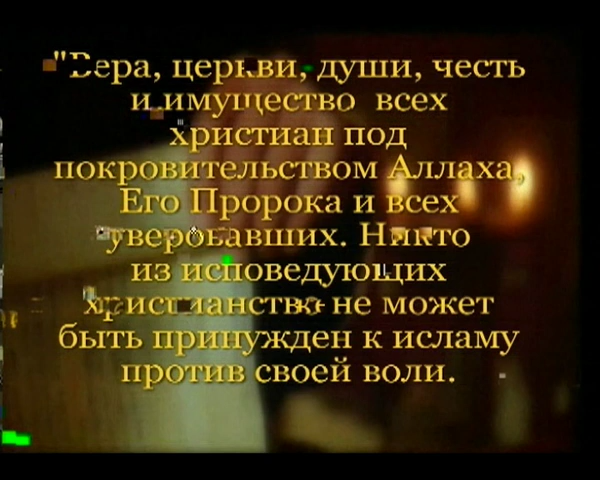 "Вера, церкви, души, честь
и имущество всех
христиан под
покровительством Аллаха,
Его Пророка и всех
уверовавших. Никто
из исповедующих
христианство не может
быть принужден к исламу
против своей воли.